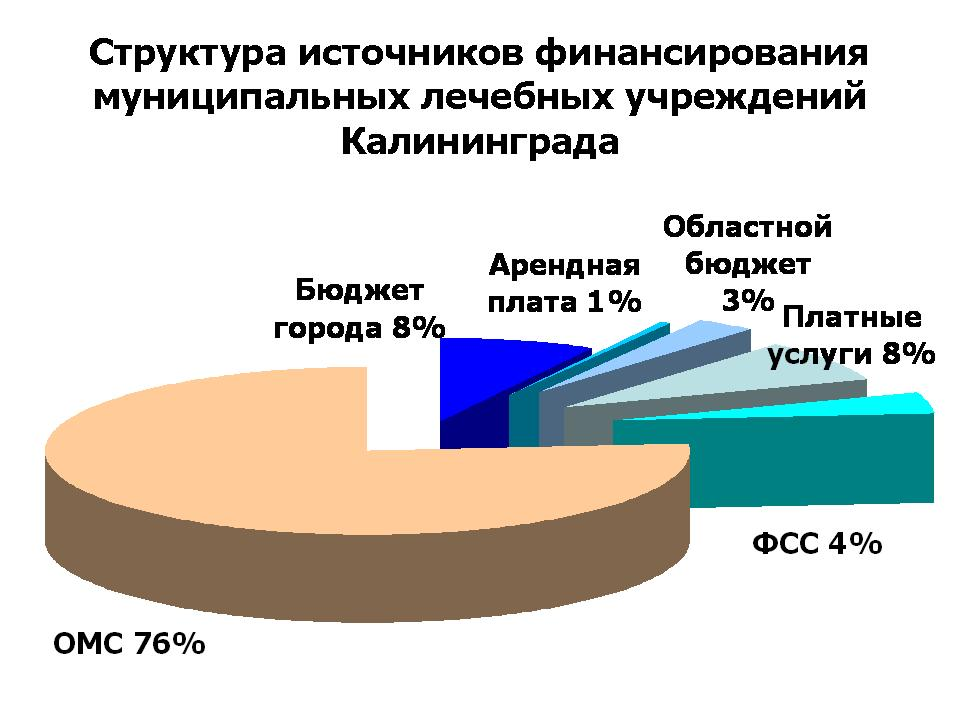 Структура источников финансирования
муниципальных лечебных учреждений
Калининграда
Бюджет
города 8%
Арендная
плата 1%
Областной
бюджет
3%
Платные
услуги 8%
ФСС 4%
ОМС 76%